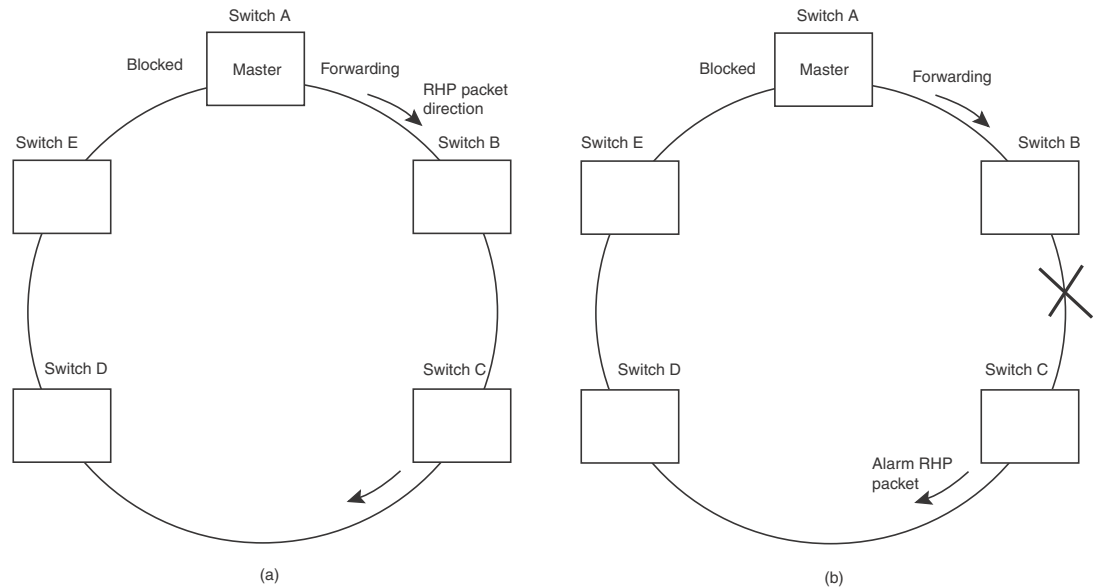 Switch A
Blocked
Master
Forwarding
RHP packet
direction
Switch E
Switch B
Switch D
Switch C
(a)
Switch A
Blocked
Master
Forwarding
Switch E
Switch B
Switch D
Switch C
Alarm RHP
packet
(b)